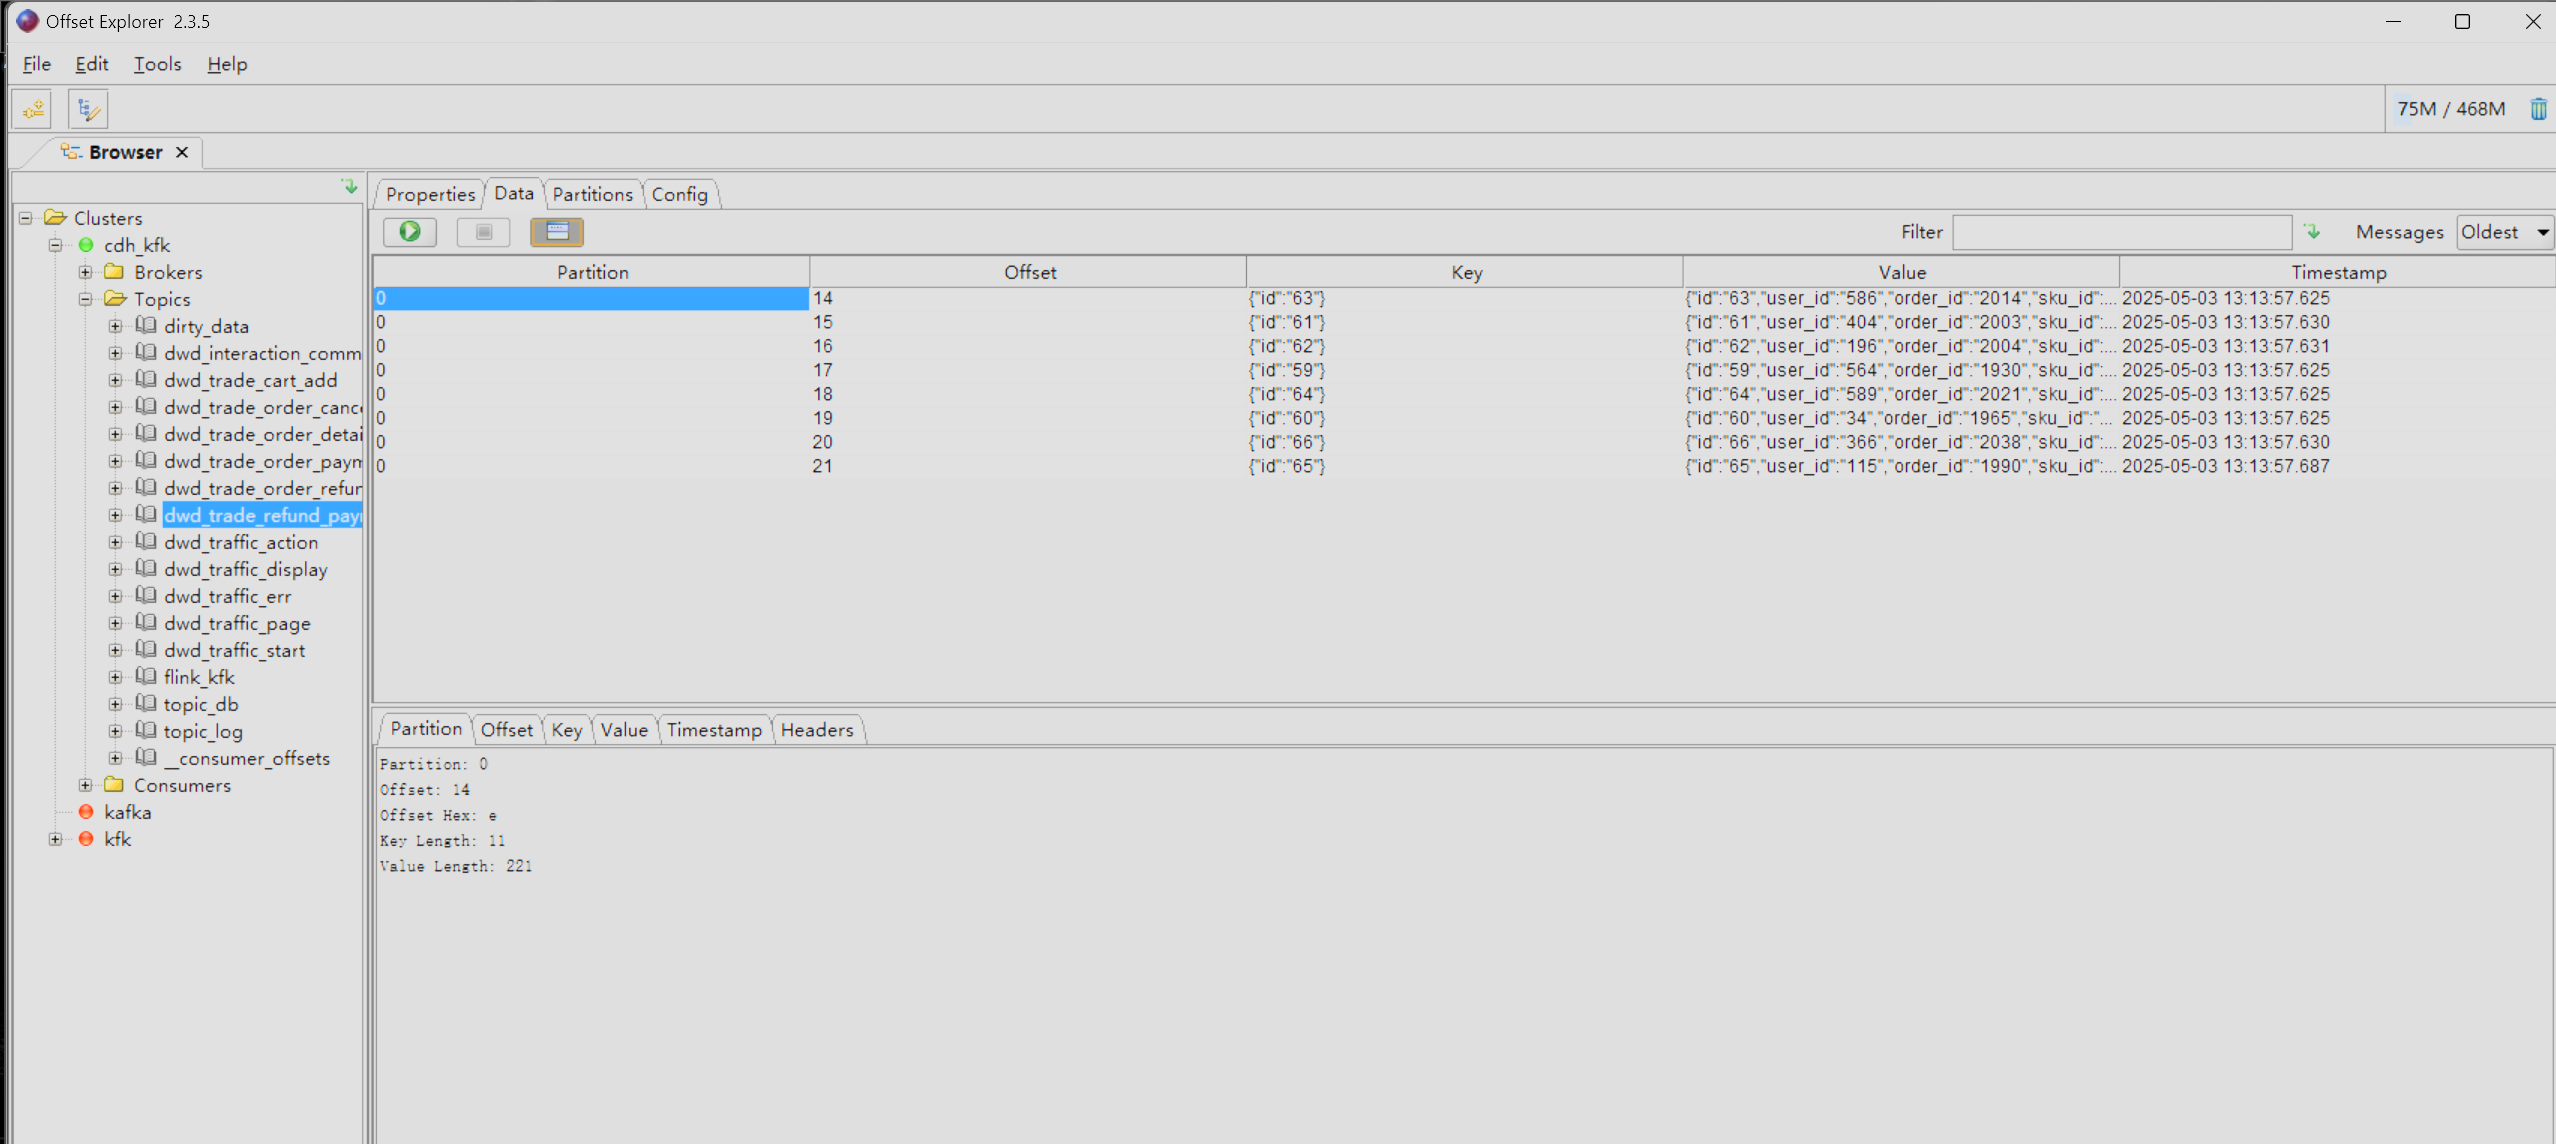 Offset Explorer 2.3.5
File Edit Tools Help
75M / 468M
Browser
Clusters
cdh_kfk
Brokers
Topics
dirty_data
dwd_interaction_comm
dwd_trade_cart_add
dwd_trade_order_canc
dwd_trade_order_detai
dwd_trade_order_paym
dwd_trade_order_refun
dwd_trade_refund_payı
dwd_traffic_action
dwd_traffic_display
dwd_traffic_err
dwd_traffic_page
dwd_traffic_start
flink_kfk
topic_db
topic_log
__consumer_offsets
Consumers
kafka
kfk
Properties Data Partitions Config
Filter Messages Oldest
Partition Offset Key Value Timestamp
0 14 {"id":"63"} {"id":"63","user_id":"586","order_id":"2014","sku_id":... 2025-05-03 13:13:57.625
0 15 {"id":"61"} {"id":"61","user_id":"404","order_id":"2003","sku_id":... 2025-05-03 13:13:57.630
0 16 {"id":"62"} {"id":"62","user_id":"196","order_id":"2004","sku_id":... 2025-05-03 13:13:57.631
0 17 {"id":"59"} {"id":"59","user_id":"564","order_id":"1930","sku_id":... 2025-05-03 13:13:57.625
0 18 {"id":"64"} {"id":"64","user_id":"589","order_id":"2021","sku_id":... 2025-05-03 13:13:57.625
0 19 {"id":"60"} {"id":"60","user_id":"34","order_id":"1965","sku_id":"... 2025-05-03 13:13:57.625
0 20 {"id":"66"} {"id":"66","user_id":"366","order_id":"2038","sku_id":... 2025-05-03 13:13:57.630
0 21 {"id":"65"} {"id":"65","user_id":"115","order_id":"1990","sku_id":... 2025-05-03 13:13:57.687
Partition Offset Key Value Timestamp Headers
Partition: 0
Offset: 14
Offset Hex: e
Key Length: 11
Value Length: 221